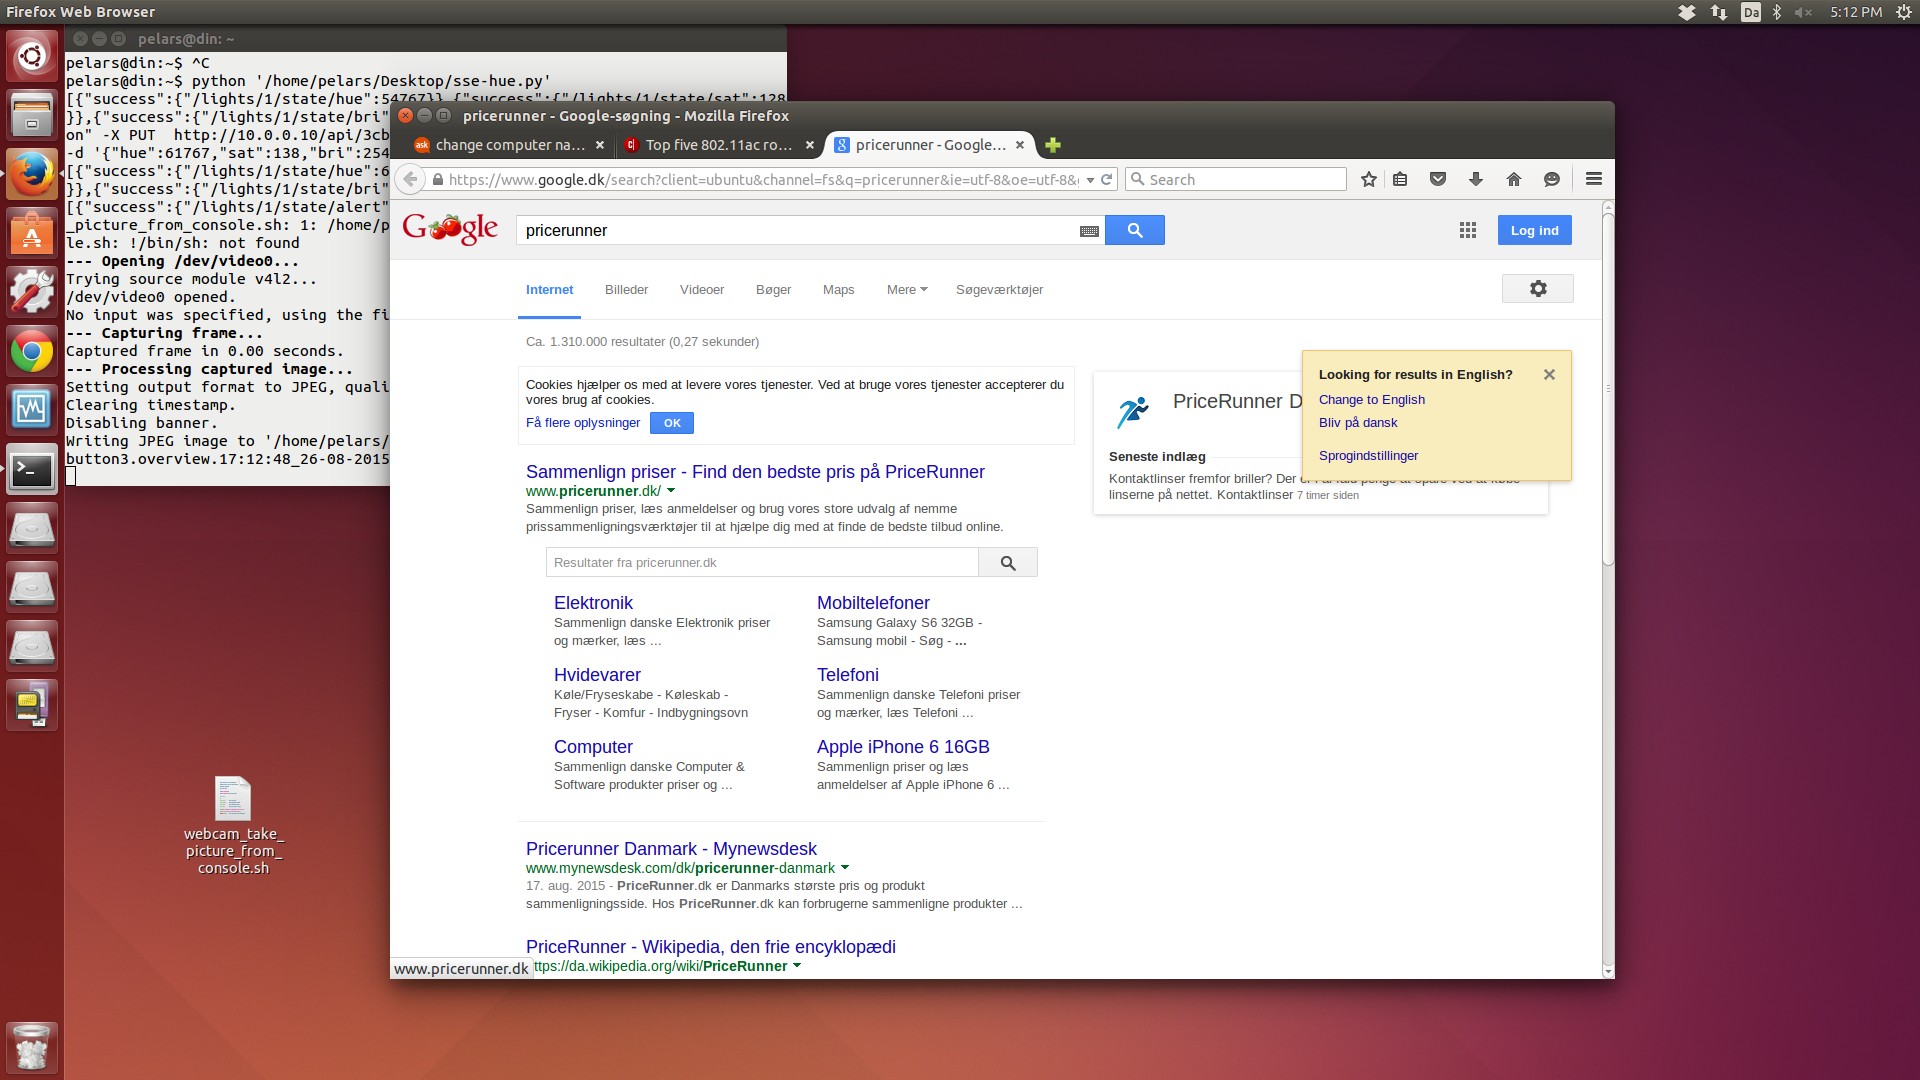 Firefox Web Browser
Da
5:12 PM
pelars@din: ~
pelars@din:~$ ^C
pelars@din:~$ python '/home/pelars/Desktop/sse-hue.py'
[{"success":{"/lights/1/state/hue":54767}},{"success":{"/lights/1/state/sat":128
}},{"success":{"/lights/1/state/bri"
on" -X PUT  http://10.0.0.10/api/3cb
-d '{"hue":61767,"sat":138,"bri":254
[{"success":{"/lights/1/state/hue":6
}},{"success":{"/lights/1/state/bri"
[{"success":{"/lights/1/state/alert"
_picture_from_console.sh: 1: /home/p
le.sh: !/bin/sh: not found
--- Opening /dev/video0...
Trying source module v4l2...
/dev/video0 opened.
No input was specified, using the fi
--- Capturing frame...
Captured frame in 0.00 seconds.
--- Processing captured image...
Setting output format to JPEG, quali
Clearing timestamp.
Disabling banner.
Writing JPEG image to '/home/pelars/
button3.overview.17:12:48_26-08-2015
pricerunner - Google-søgning - Mozilla Firefox
ask change computer na...
Top five 802.11ac ro...
pricerunner - Google...
https://www.google.dk/search?client=ubuntu&channel=fs&q=pricerunner&ie=utf-8&oe=utf-8&
Search
Google
pricerunner
Log ind
Internet
Billeder
Videoer
Bøger
Maps
Mere
Søgeværktøjer
Ca. 1.310.000 resultater (0,27 sekunder)
Cookies hjælper os med at levere vores tjenester. Ved at bruge vores tjenester accepterer du
vores brug af cookies.
Få flere oplysninger
OK
Sammenlign priser - Find den bedste pris på PriceRunner
www.pricerunner.dk/
Sammenlign priser, læs anmeldelser og brug vores store udvalg af nemme
prissammenligningsværktøjer til at hjælpe dig med at finde de bedste tilbud online.
Resultater fra pricerunner.dk
Elektronik
Sammenlign danske Elektronik priser
og mærker, læs ...
Mobiltelefoner
Samsung Galaxy S6 32GB -
Samsung mobil - Søg - ...
Hvidevarer
Køle/Fryseskabe - Køleskab -
Fryser - Komfur - Indbygningsovn
Telefoni
Sammenlign danske Telefoni priser
og mærker, læs Telefoni ...
Computer
Sammenlign danske Computer &
Software produkter priser og ...
Apple iPhone 6 16GB
Sammenlign priser og læs
anmeldelser af Apple iPhone 6 ...
Pricerunner Danmark - Mynewsdesk
www.mynewsdesk.com/dk/pricerunner-danmark
17. aug. 2015 - PriceRunner.dk er Danmarks største pris og produkt
sammenligningsside. Hos PriceRunner.dk kan forbrugerne sammenligne produkter ...
PriceRunner - Wikipedia, den frie encyklopædi
ttps://da.wikipedia.org/wiki/PriceRunner
www.pricerunner.dk
PriceRunner D
Seneste indlæg
Kontaktlinser fremfor briller? Der
linserne på nettet. Kontaktlinser 7 timer siden
Looking for results in English?
Change to English
Bliv på dansk
Sprogindstillinger
webcam_take_
picture_from_
console.sh